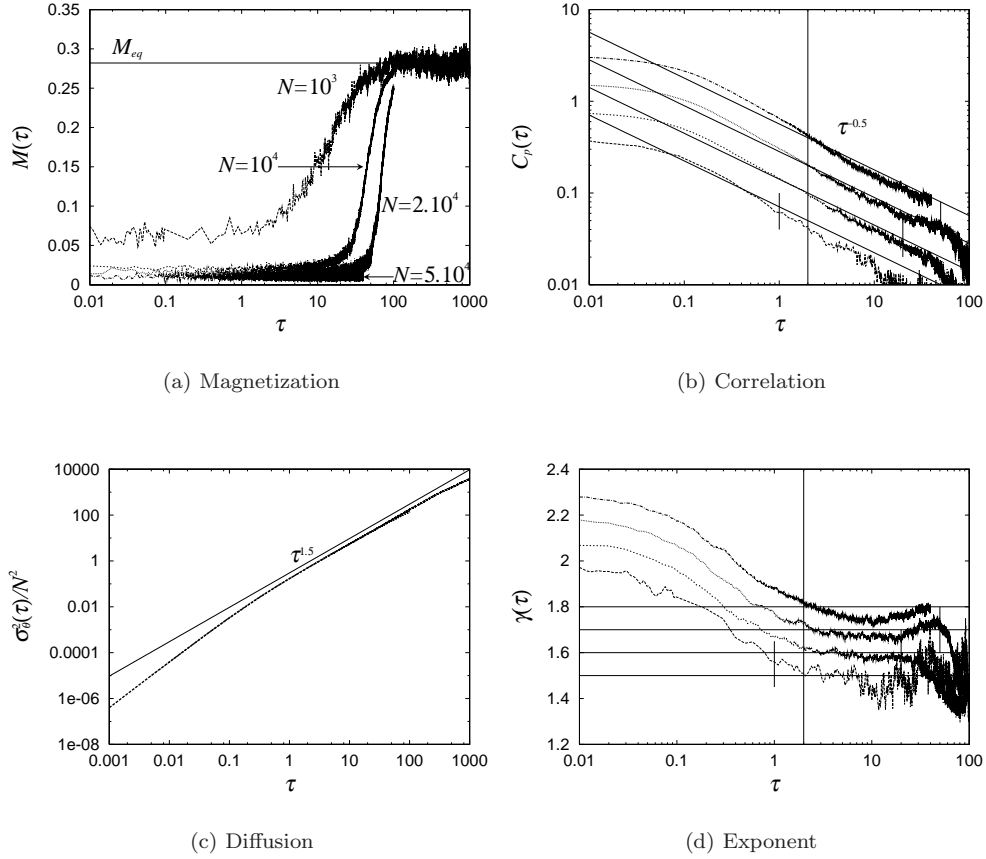 0.35
0.3
0.25
0.2
0.15
0.1
0.05
0
M(τ)
M_eq
N=10^3
N=10^4
N=2.10^4
N=5.10^4
0.01 0.1 1 10 100 1000
τ
(a) Magnetization
10
1
0.1
0.01
C_p(τ)
τ^-0.5
0.01 0.1 1 10 100
τ
(b) Correlation
10000
100
1
0.01
0.0001
1e-06
1e-08
σ_θ^2(τ)/N^2
τ^1.5
0.001 0.01 0.1 1 10 100 1000
τ
(c) Diffusion
2.4
2.2
2
1.8
1.6
1.4
1.2
γ(τ)
0.01 0.1 1 10 100
τ
(d) Exponent